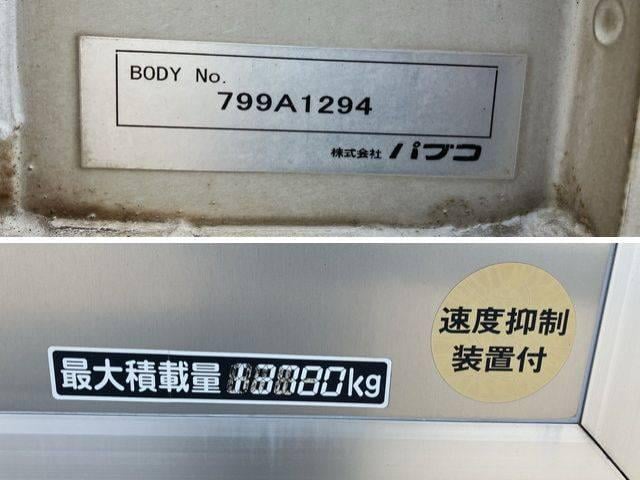 BODY No.
799A1294
株式会社 パブコ
速度抑制
装置付
最大積載量 kg